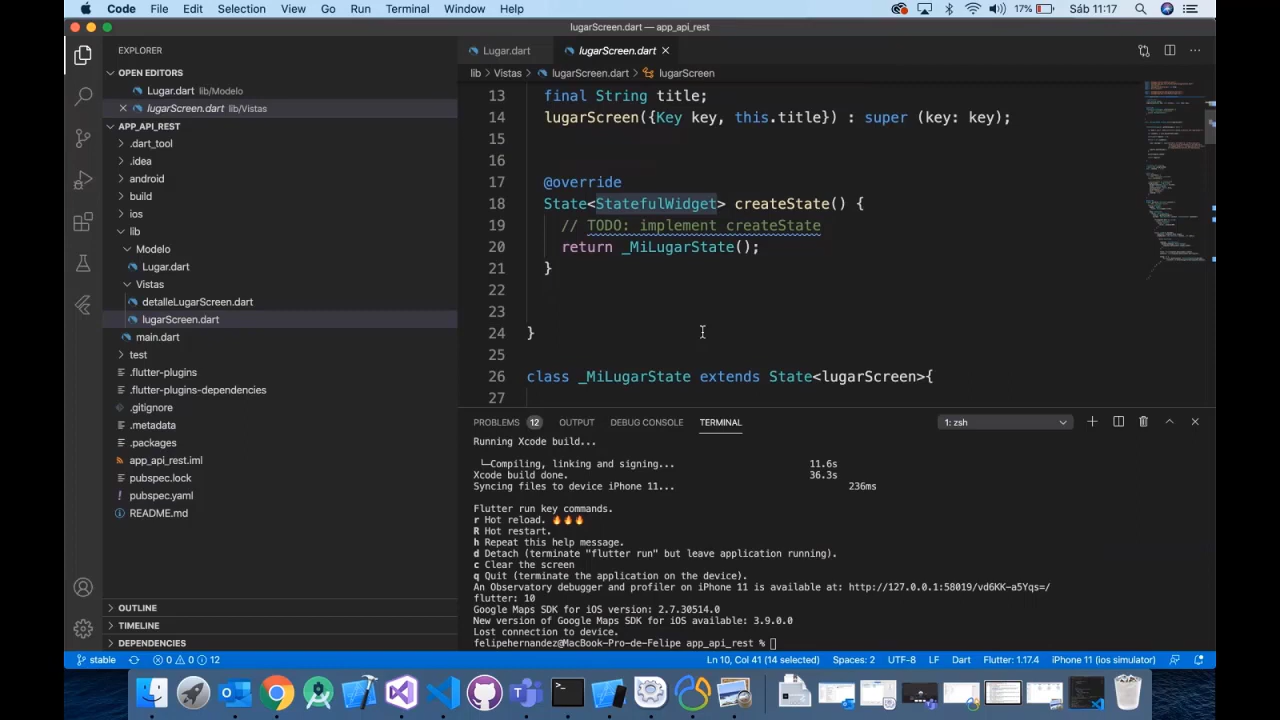 Code File Edit Selection View Go Run Terminal Window Help 17% Sáb 11:17
lugarScreen.dart — app_api_rest
EXPLORER
OPEN EDITORS
Lugar.dart lib/Modelo
lugarScreen.dart lib/Vistas
APP_API_REST
.dart_tool
.idea
android
build
ios
lib
Modelo
Lugar.dart
Vistas
detalleLugarScreen.dart
lugarScreen.dart
main.dart
test
.flutter-plugins
.flutter-plugins-dependencies
.gitignore
.metadata
.packages
app_api_rest.iml
pubspec.lock
pubspec.yaml
README.md
OUTLINE
TIMELINE
DEPENDENCIES
Lugar.dart lugarScreen.dart
lib > Vistas > lugarScreen.dart > lugarScreen
13 final String title;
14 lugarScreen({Key key, this.title}) : super (key: key);
15
16
17 @override
18 State<StatefulWidget> createState() {
19 // TODO: implement createState
20 return _MiLugarState();
21 }
22
23
24 }
25
26 class _MiLugarState extends State<lugarScreen>{
27
PROBLEMS 12 OUTPUT DEBUG CONSOLE TERMINAL 1: zsh
Running Xcode build...
└─Compiling, linking and signing... 11.6s
Xcode build done. 36.3s
Syncing files to device iPhone 11... 236ms
Flutter run key commands.
r Hot reload. 🔥🔥🔥
R Hot restart.
h Repeat this help message.
d Detach (terminate "flutter run" but leave application running).
c Clear the screen
q Quit (terminate the application on the device).
An Observatory debugger and profiler on iPhone 11 is available at: http://127.0.0.1:58019/vd6KK-a5Yqs=/
flutter: 10
Google Maps SDK for iOS version: 2.7.30514.0
New version of Google Maps SDK for iOS available: 3.9.0.0
Lost connection to device.
felipehernandez@MacBook-Pro-de-Felipe app_api_rest %
stable 0 0 12 Ln 10, Col 41 (14 selected) Spaces: 2 UTF-8 LF Dart Flutter: 1.17.4 iPhone 11 (ios simulator)